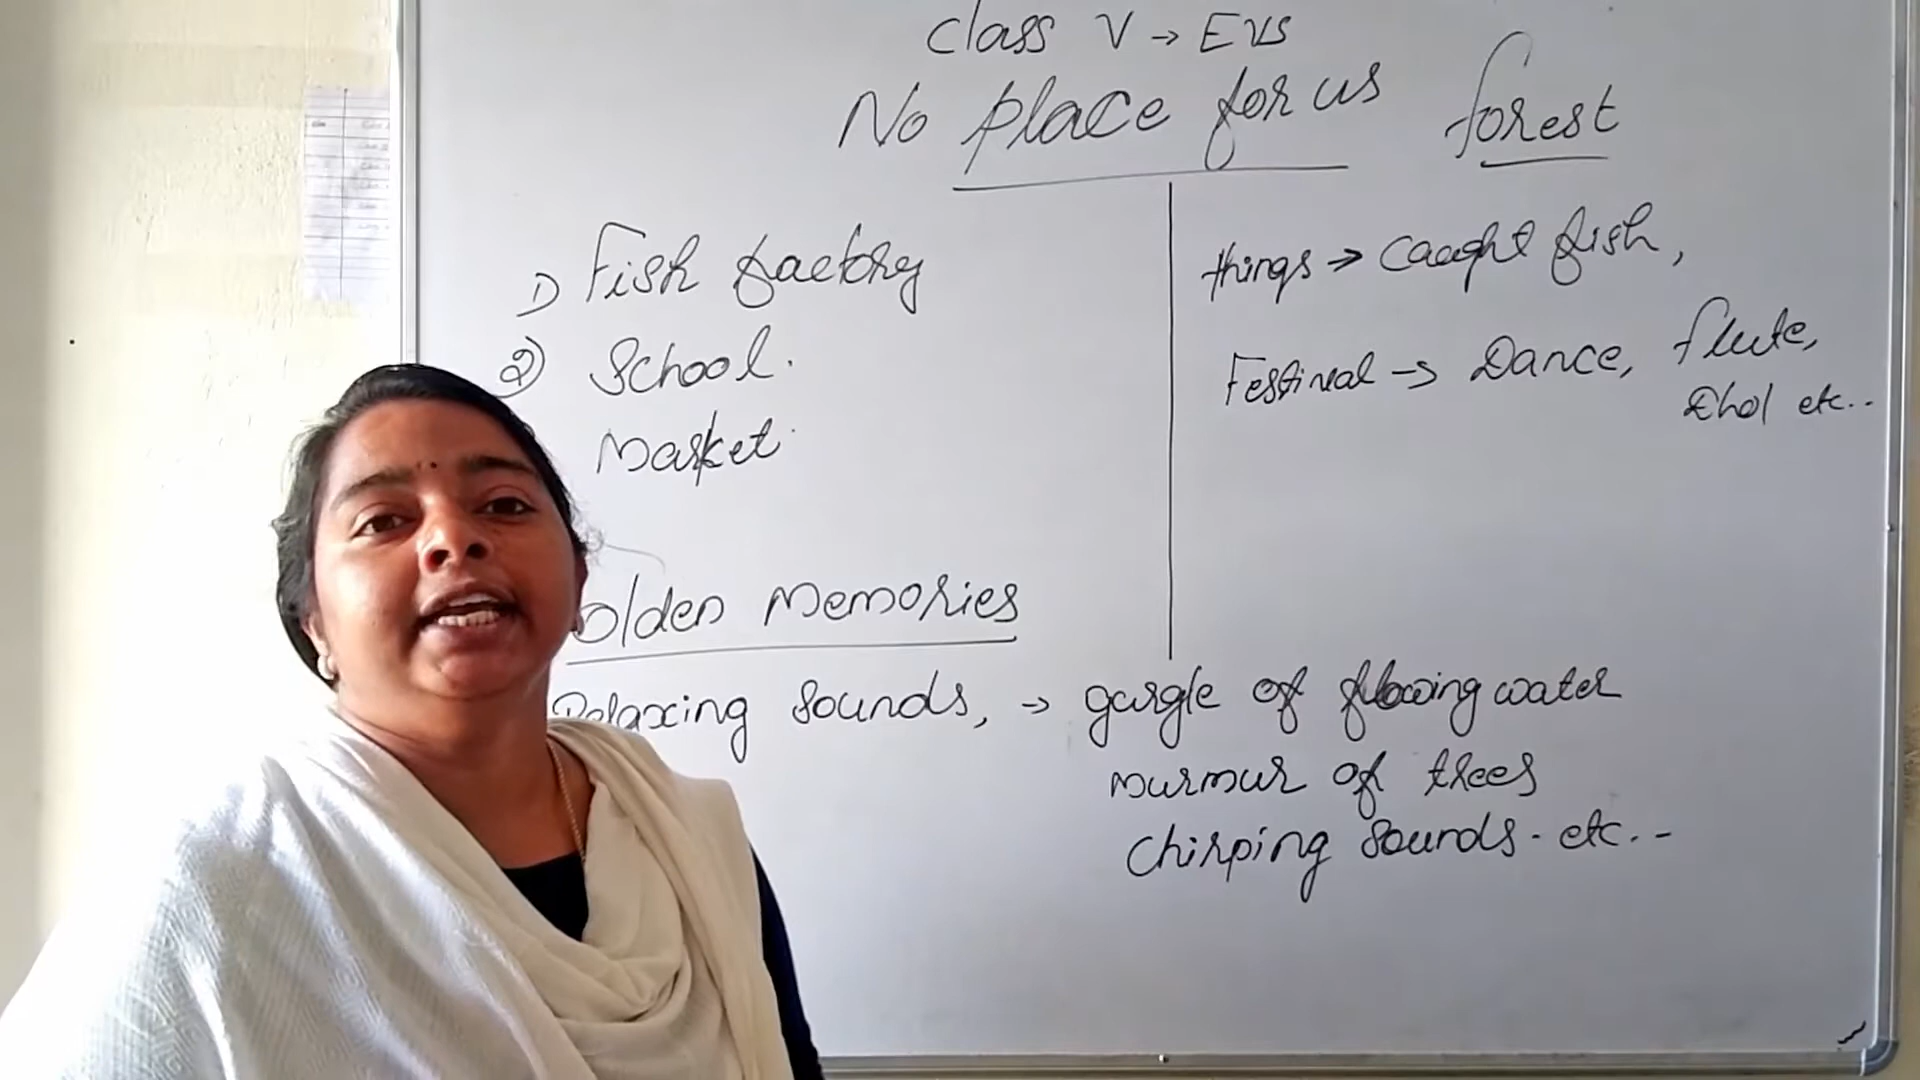 Class V → EVS
No place for us
forest
1) Fish factory
2) School.
Market
things → Caught fish,
Festival → Dance, flute,
Dhol etc..
olden memories
Relaxing sounds, → gurgle of flowing water
murmur of trees
Chirping sounds. etc..